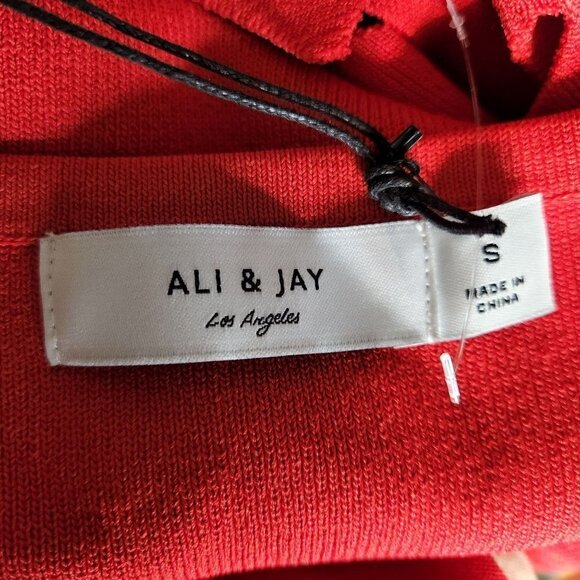 ALI & JAY
Los Angeles
S
MADE IN
CHINA